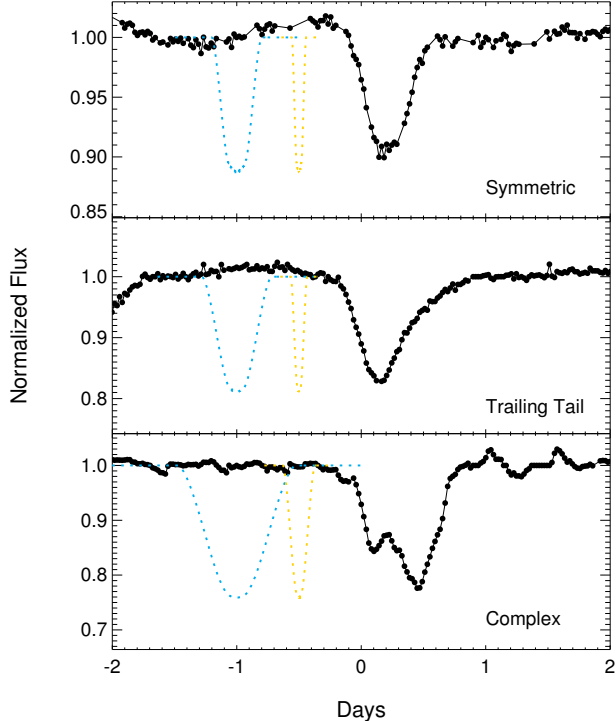 1.00
0.95
0.90
0.85
Symmetric
1.0
0.9
0.8
Trailing Tail
Normalized Flux
1.0
0.9
0.8
0.7
Complex
-2 -1 0 1 2
Days